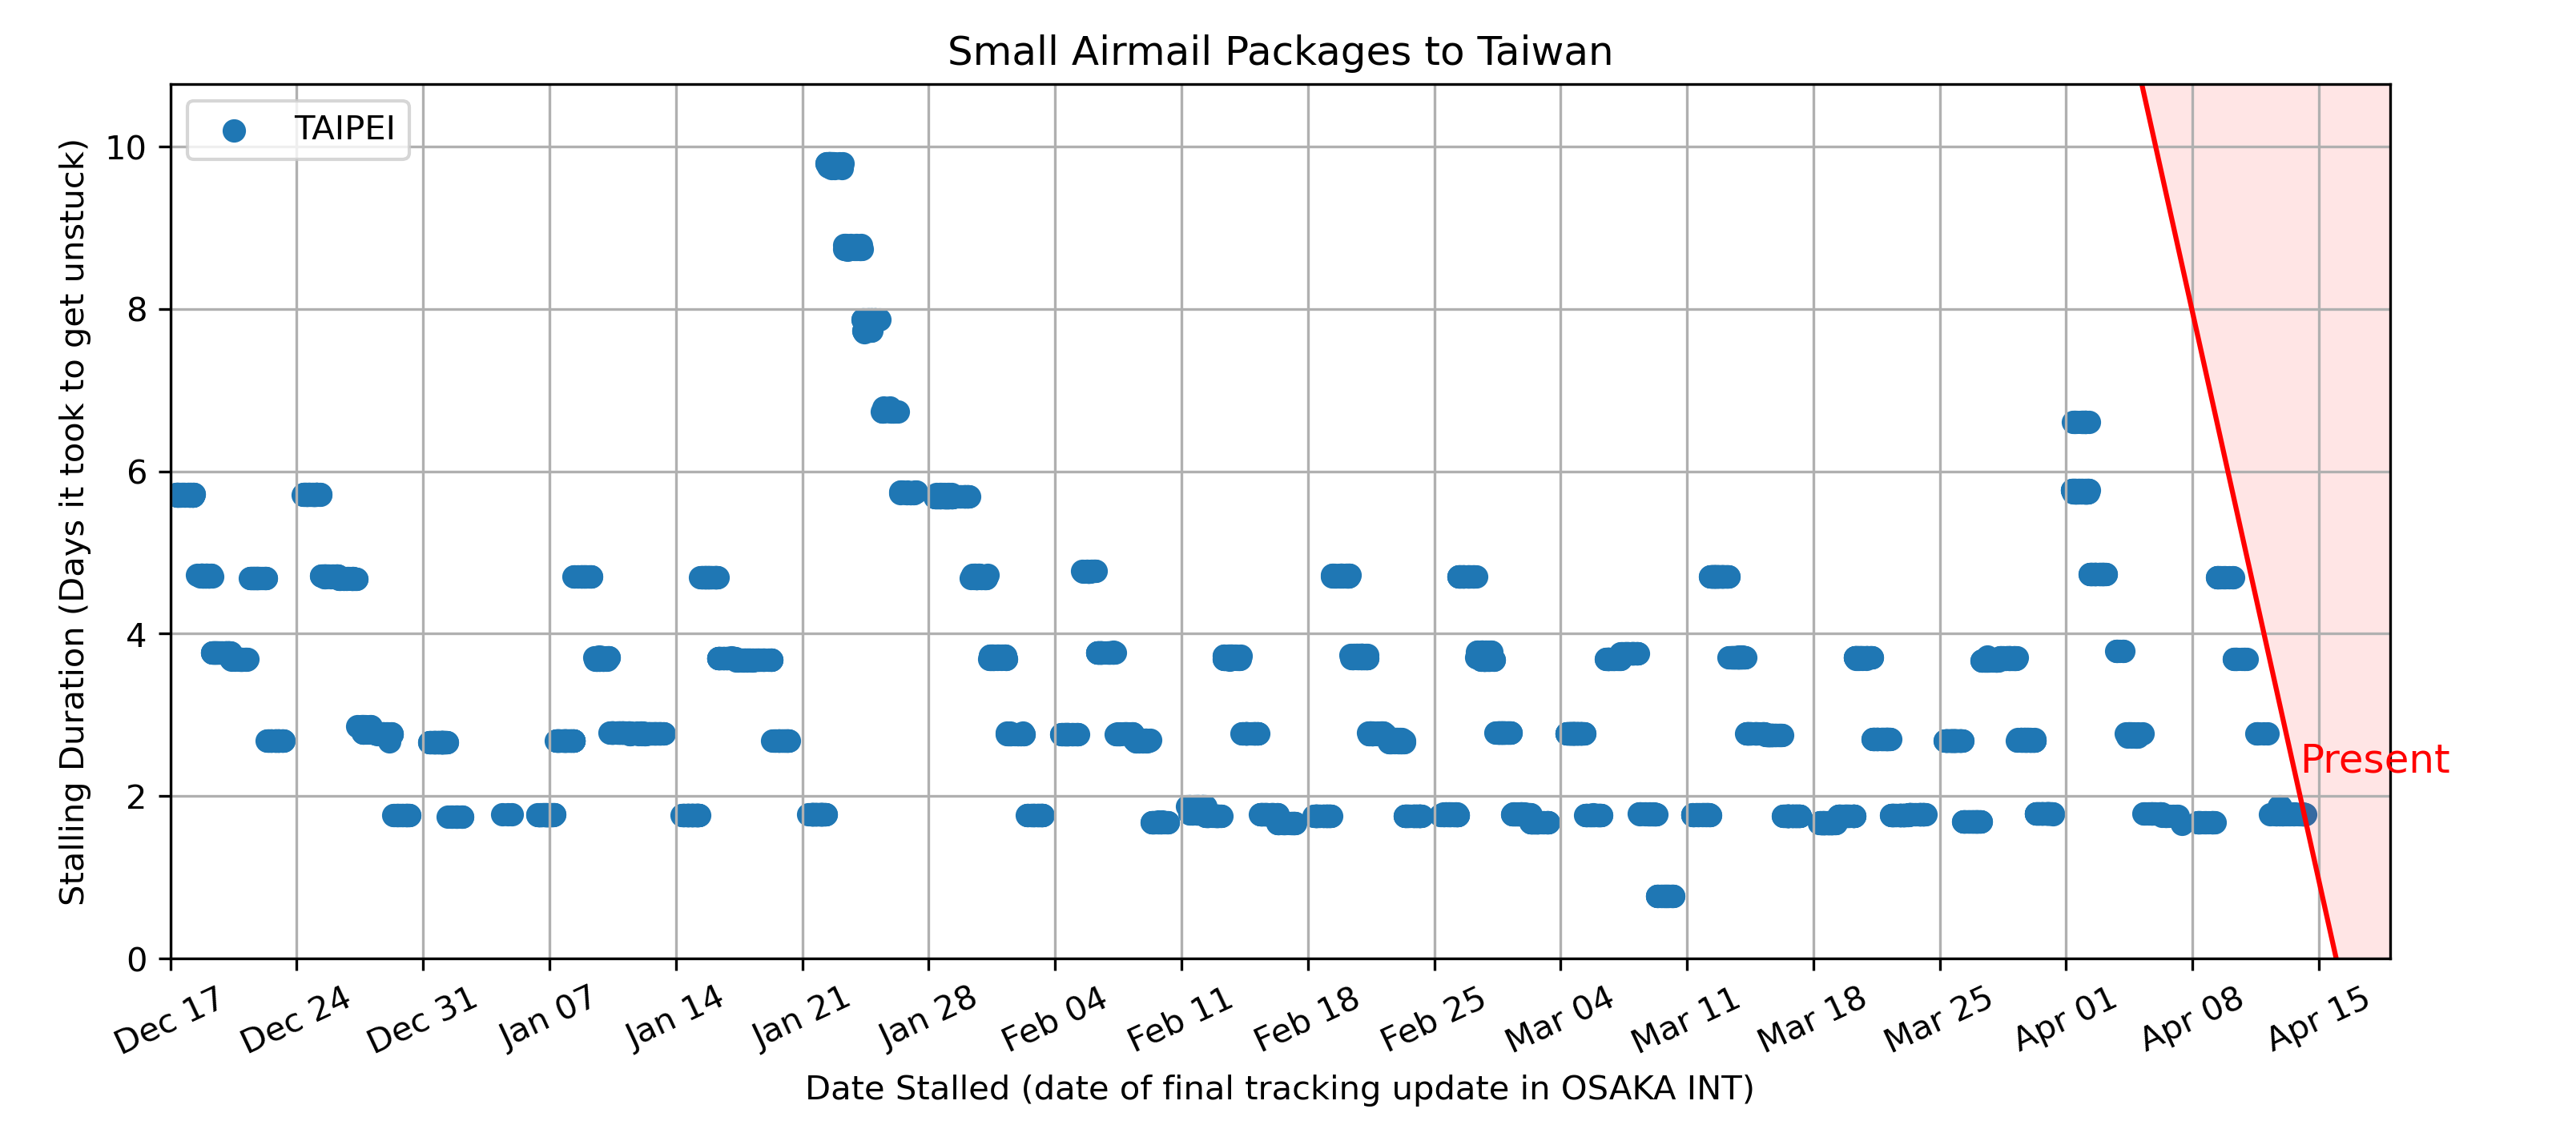 Small Airmail Packages to Taiwan
TAIPEI
Stalling Duration (Days it took to get unstuck)
10
8
6
4
2
0
Present
Dec 17
Dec 24
Dec 31
Jan 07
Jan 14
Jan 21
Jan 28
Feb 04
Feb 11
Feb 18
Feb 25
Mar 04
Mar 11
Mar 18
Mar 25
Apr 01
Apr 08
Apr 15
Date Stalled (date of final tracking update in OSAKA INT)